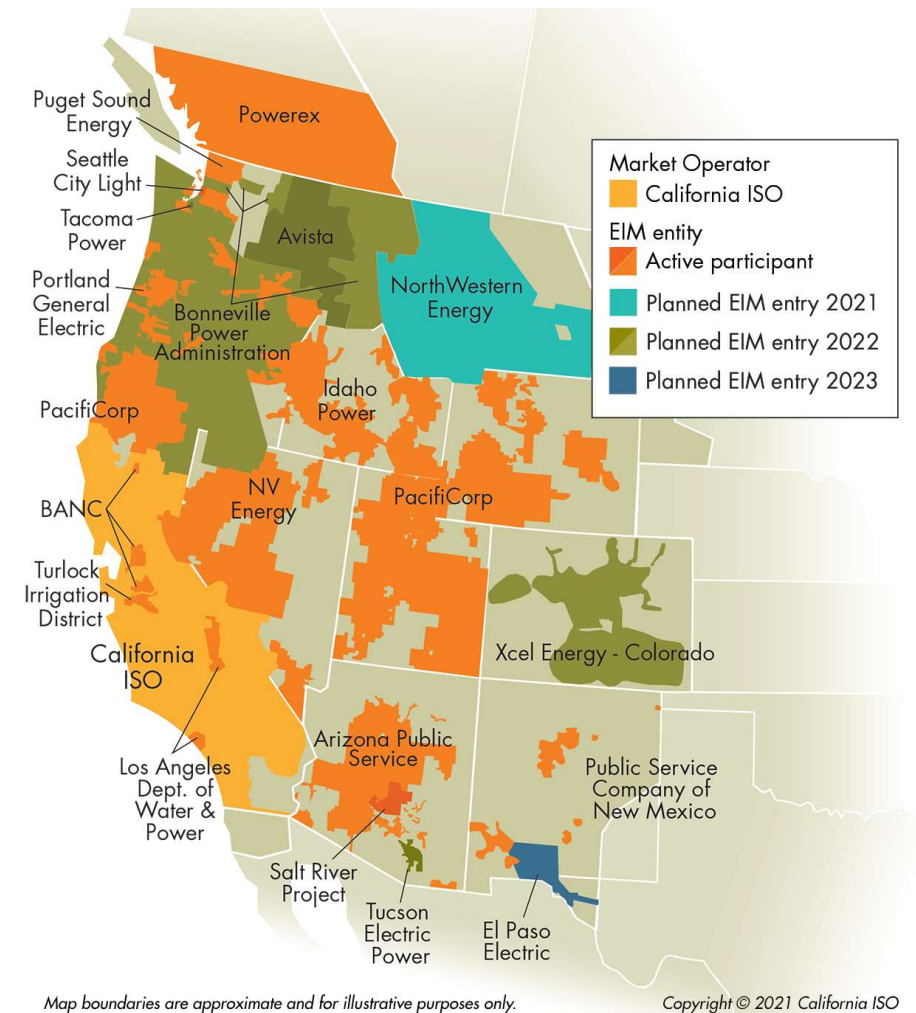 Puget Sound
Energy
Powerex
Seattle
City Light
Tacoma
Power
Avista
Portland
General
Electric
Bonneville
Power
Administration
NorthWestern
Energy
Idaho
Power
PacifiCorp
NV
Energy
PacifiCorp
BANC
Turlock
Irrigation
District
California
ISO
Xcel Energy - Colorado
Los Angeles
Dept. of
Water &
Power
Arizona Public
Service
Public Service
Company of
New Mexico
Salt River
Project
Tucson
Electric
Power
El Paso
Electric
Market Operator
California ISO
EIM entity
Active participant
Planned EIM entry 2021
Planned EIM entry 2022
Planned EIM entry 2023
Map boundaries are approximate and for illustrative purposes only.
Copyright © 2021 California ISO